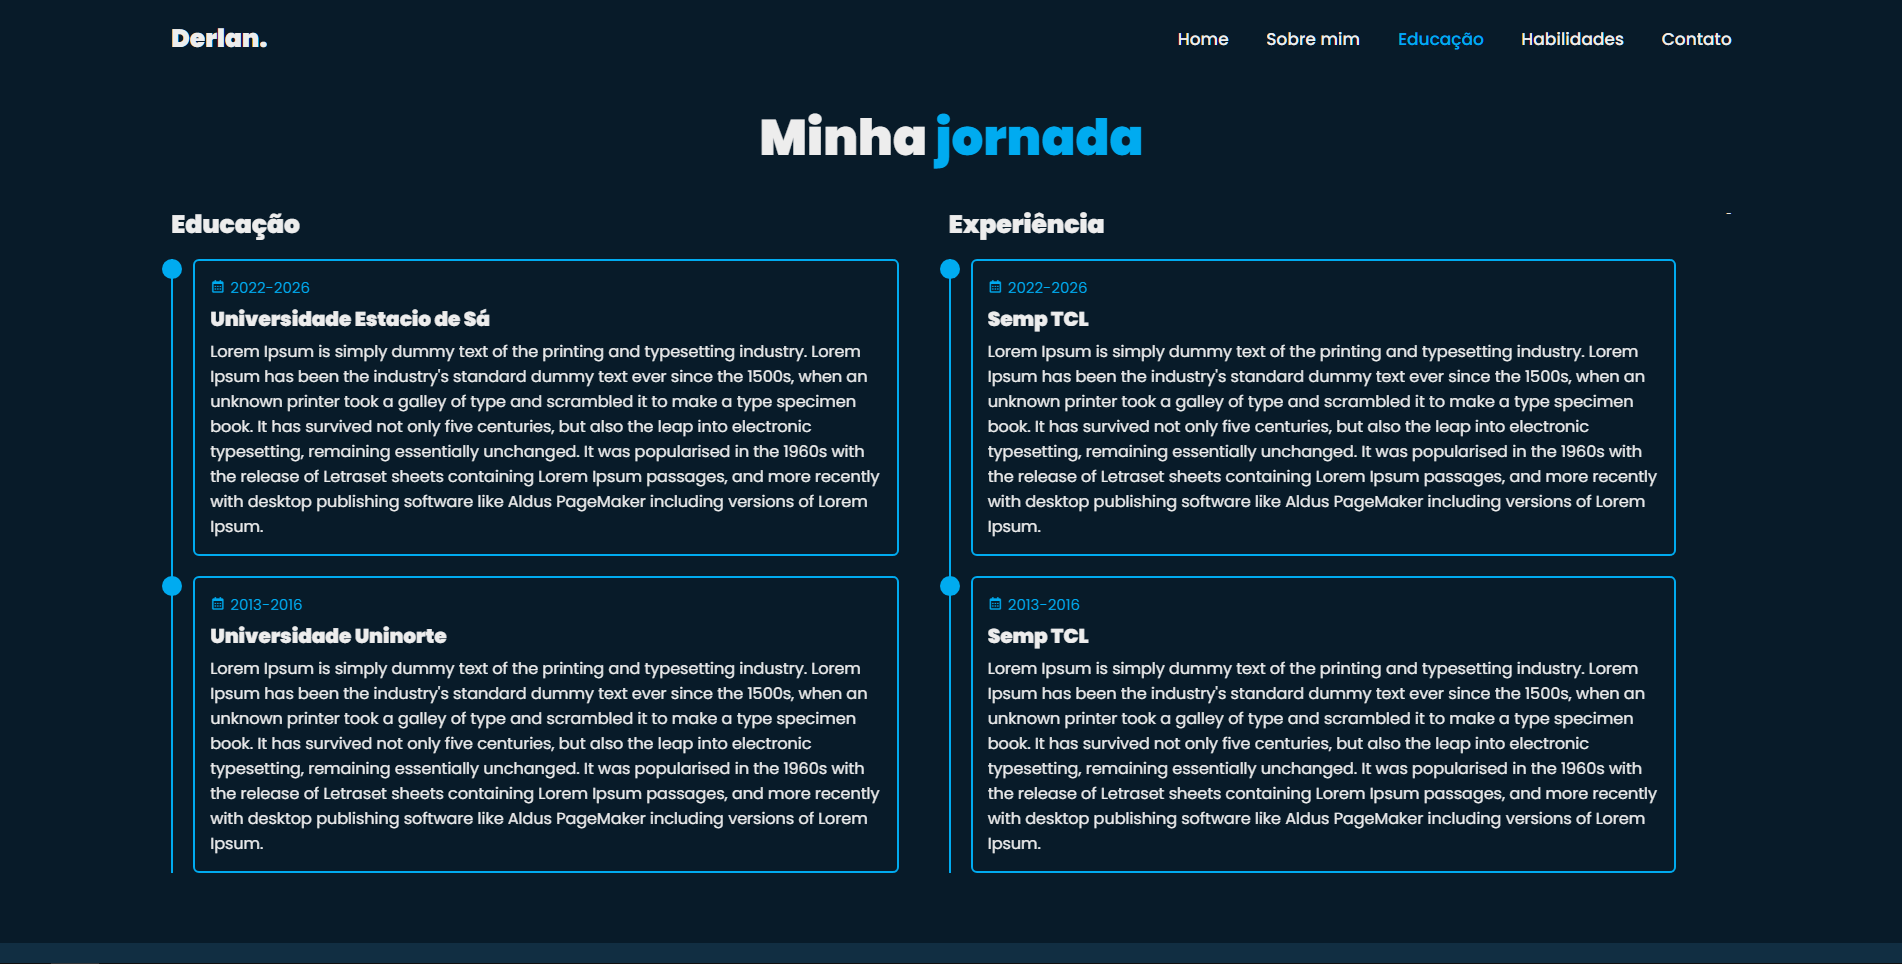 Derlan.
Home Sobre mim Educação Habilidades Contato
Minha jornada
Educação
2022-2026
Universidade Estacio de Sá
Lorem Ipsum is simply dummy text of the printing and typesetting industry. Lorem
Ipsum has been the industry's standard dummy text ever since the 1500s, when an
unknown printer took a galley of type and scrambled it to make a type specimen
book. It has survived not only five centuries, but also the leap into electronic
typesetting, remaining essentially unchanged. It was popularised in the 1960s with
the release of Letraset sheets containing Lorem Ipsum passages, and more recently
with desktop publishing software like Aldus PageMaker including versions of Lorem
Ipsum.
2013-2016
Universidade Uninorte
Lorem Ipsum is simply dummy text of the printing and typesetting industry. Lorem
Ipsum has been the industry's standard dummy text ever since the 1500s, when an
unknown printer took a galley of type and scrambled it to make a type specimen
book. It has survived not only five centuries, but also the leap into electronic
typesetting, remaining essentially unchanged. It was popularised in the 1960s with
the release of Letraset sheets containing Lorem Ipsum passages, and more recently
with desktop publishing software like Aldus PageMaker including versions of Lorem
Ipsum.
Experiência
2022-2026
Semp TCL
Lorem Ipsum is simply dummy text of the printing and typesetting industry. Lorem
Ipsum has been the industry's standard dummy text ever since the 1500s, when an
unknown printer took a galley of type and scrambled it to make a type specimen
book. It has survived not only five centuries, but also the leap into electronic
typesetting, remaining essentially unchanged. It was popularised in the 1960s with
the release of Letraset sheets containing Lorem Ipsum passages, and more recently
with desktop publishing software like Aldus PageMaker including versions of Lorem
Ipsum.
2013-2016
Semp TCL
Lorem Ipsum is simply dummy text of the printing and typesetting industry. Lorem
Ipsum has been the industry's standard dummy text ever since the 1500s, when an
unknown printer took a galley of type and scrambled it to make a type specimen
book. It has survived not only five centuries, but also the leap into electronic
typesetting, remaining essentially unchanged. It was popularised in the 1960s with
the release of Letraset sheets containing Lorem Ipsum passages, and more recently
with desktop publishing software like Aldus PageMaker including versions of Lorem
Ipsum.
-